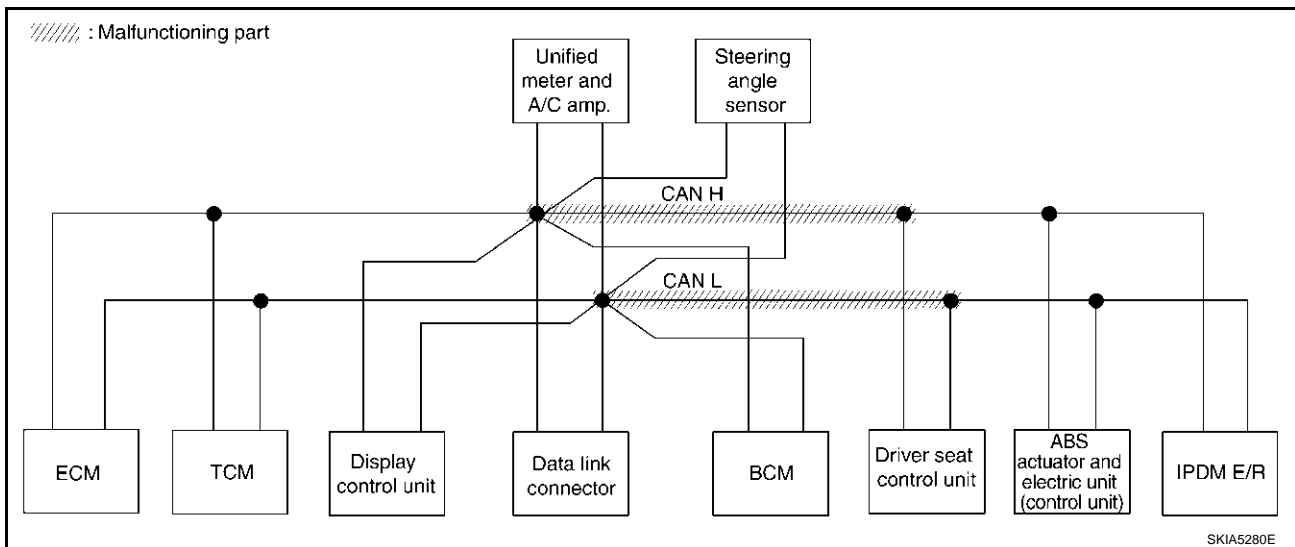 : Malfunctioning part
Unified
meter and
A/C amp.
Steering
angle
sensor
CAN H
CAN L
ECM
TCM
Display
control unit
Data link
connector
BCM
Driver seat
control unit
ABS
actuator and
electric unit
(control unit)
IPDM E/R
SKIA5280E